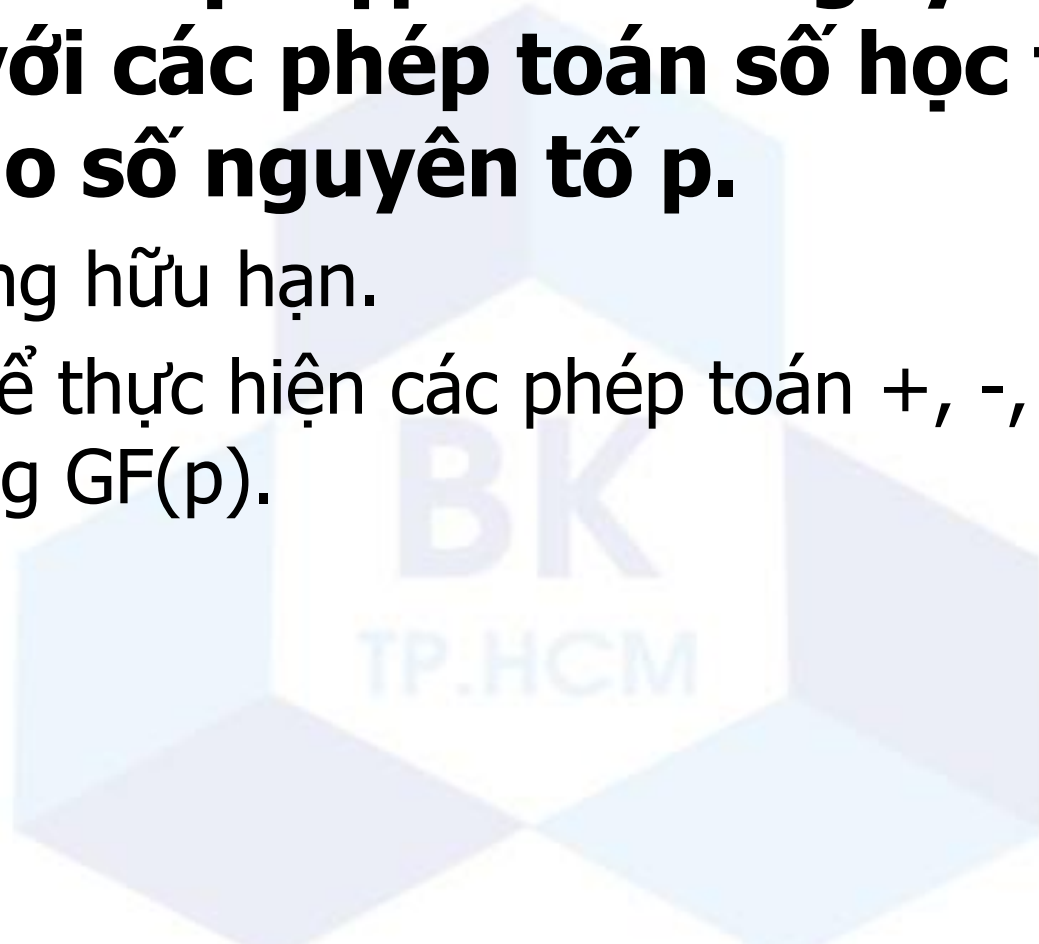 với các phép toán số học
o số nguyên tố p.
ng hữu hạn.
ể thực hiện các phép toán +, -,
g GF(p).
BK
TP.HCM